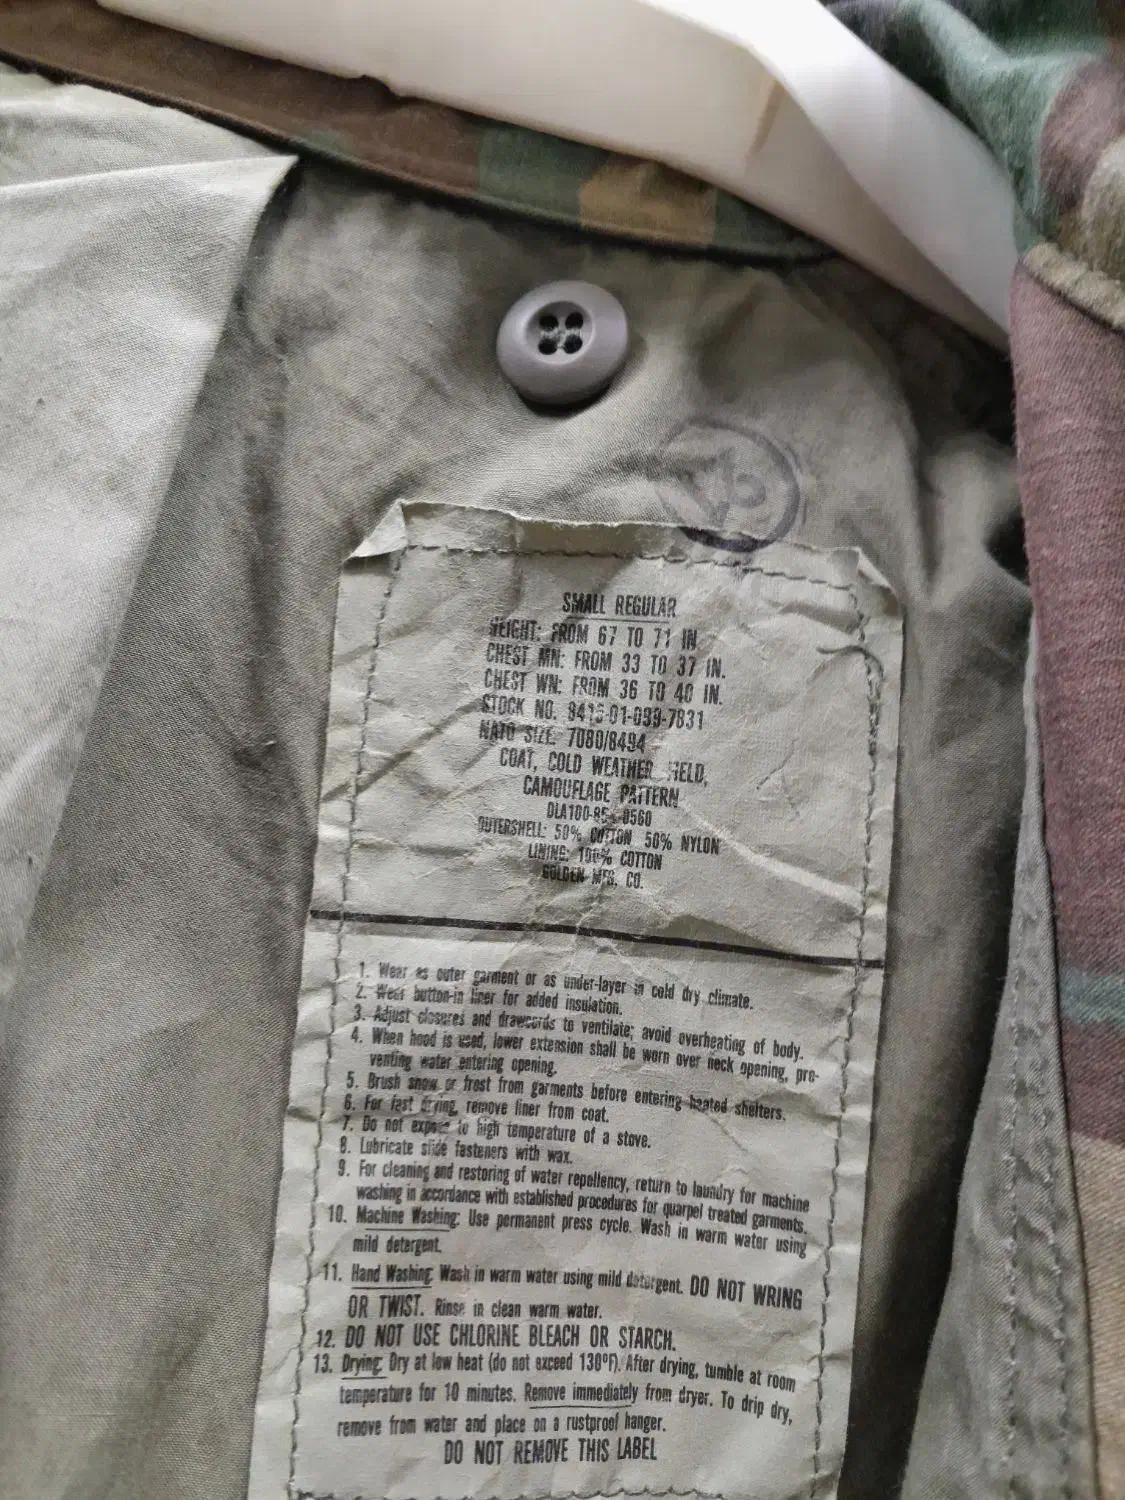 SMALL REGULAR
HEIGHT: FROM 67 TO 71 IN
CHEST MN: FROM 33 TO 37 IN.
CHEST WN: FROM 36 TO 40 IN.
STOCK NO. 8415-01-099-7831
NATO SIZE: 7080/8494
COAT, COLD WEATHER FIELD,
CAMOUFLAGE PATTERN
OUTERSHELL: 50% COTTON 50% NYLON
LINING: 100% COTTON
GOLDEN MFG. CO.
1. Wear as outer garment or as under-layer in cold dry climate.
2. Wear button-in liner for added insulation.
3. Adjust closures and drawcords to ventilate; avoid overheating of body.
4. When hood is used, lower extension shall be worn over neck opening, pre-
venting water entering opening.
5. Brush snow or frost from garments before entering heated shelters.
6. For fast drying, remove liner from coat.
7. Do not expose to high temperature of a stove.
8. Lubricate slide fasteners with wax.
9. For cleaning and restoring of water repellency, return to laundry for machine
washing in accordance with established procedures for quarpel treated garments.
10. Machine Washing: Use permanent press cycle. Wash in warm water using
mild detergent.
11. Hand Washing: Wash in warm water using mild detergent. DO NOT WRING
OR TWIST. Rinse in clean warm water.
12. DO NOT USE CHLORINE BLEACH OR STARCH.
13. Drying: Dry at low heat (do not exceed 130°F). After drying, tumble at room
temperature for 10 minutes. Remove immediately from dryer. To drip dry,
remove from water and place on a rustproof hanger.
DO NOT REMOVE THIS LABEL